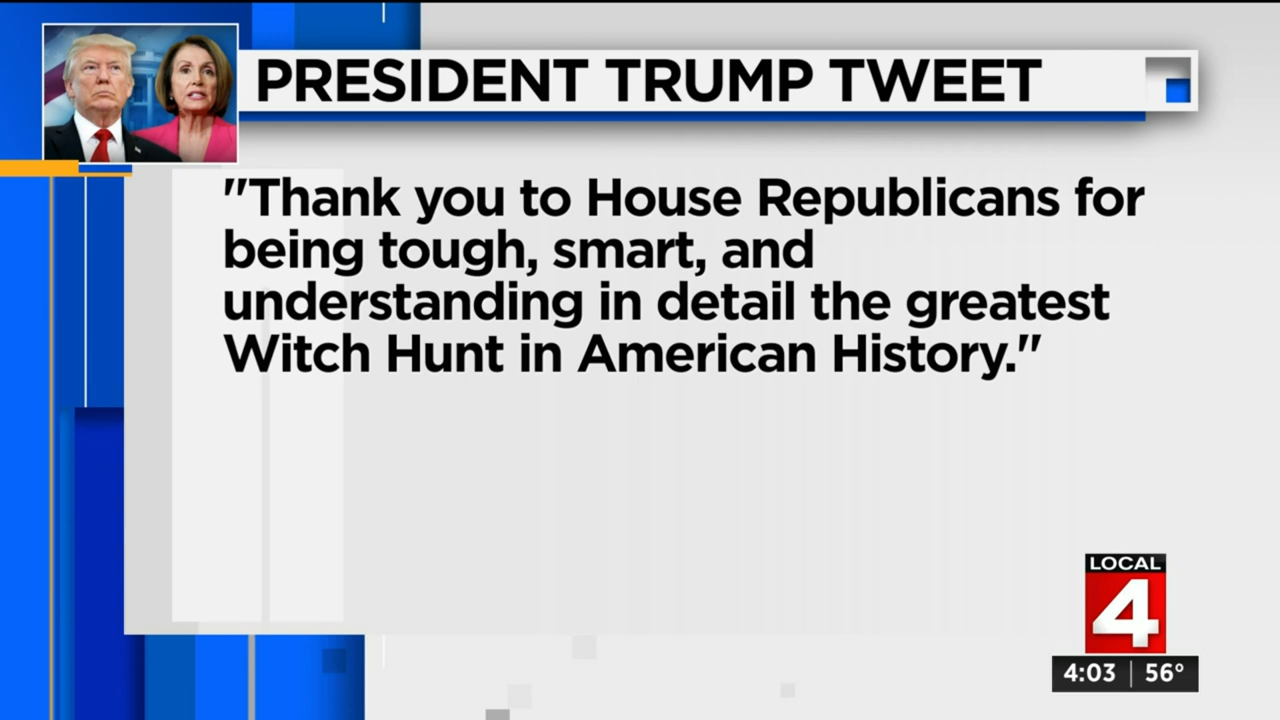 PRESIDENT TRUMP TWEET
"Thank you to House Republicans for
being tough, smart, and
understanding in detail the greatest
Witch Hunt in American History."
LOCAL
4
4:03 | 56°